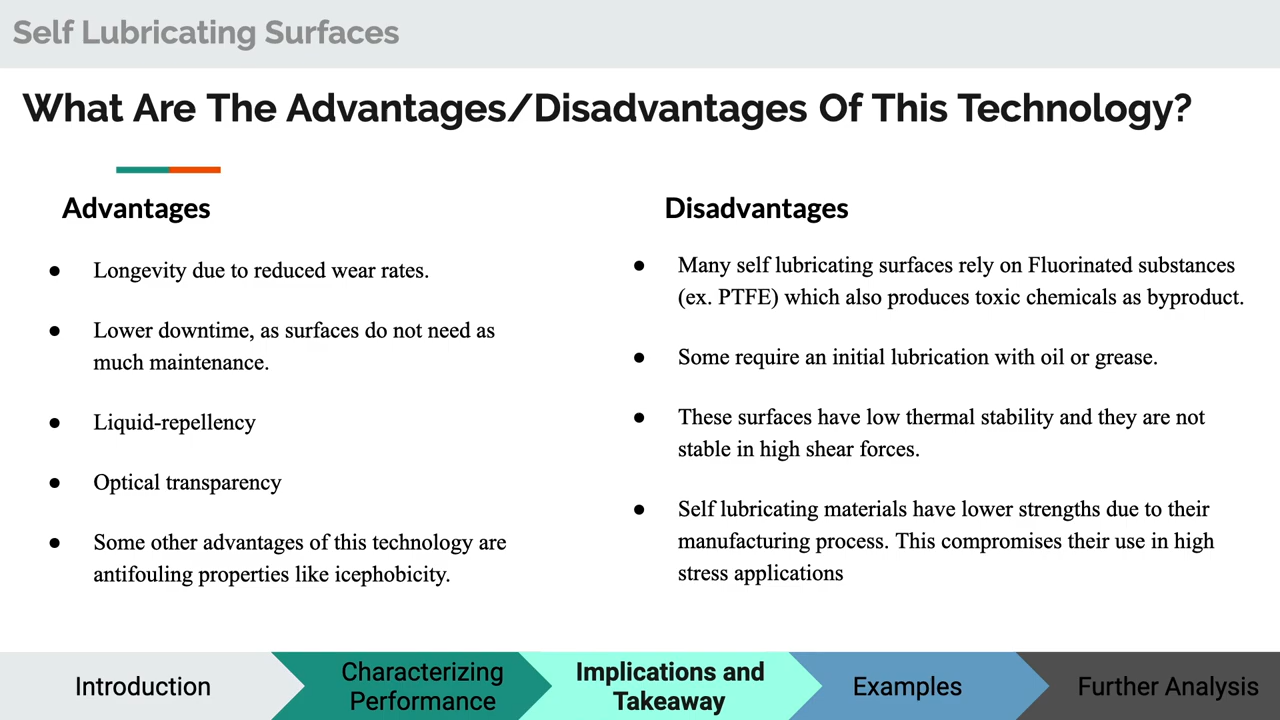 Self Lubricating Surfaces
What Are The Advantages/Disadvantages Of This Technology?
Advantages
● Longevity due to reduced wear rates.
● Lower downtime, as surfaces do not need as
much maintenance.
● Liquid-repellency
● Optical transparency
● Some other advantages of this technology are
antifouling properties like icephobicity.
Disadvantages
● Many self lubricating surfaces rely on Fluorinated substances
(ex. PTFE) which also produces toxic chemicals as byproduct.
● Some require an initial lubrication with oil or grease.
● These surfaces have low thermal stability and they are not
stable in high shear forces.
● Self lubricating materials have lower strengths due to their
manufacturing process. This compromises their use in high
stress applications
Introduction
Characterizing
Performance
Implications and
Takeaway
Examples
Further Analysis